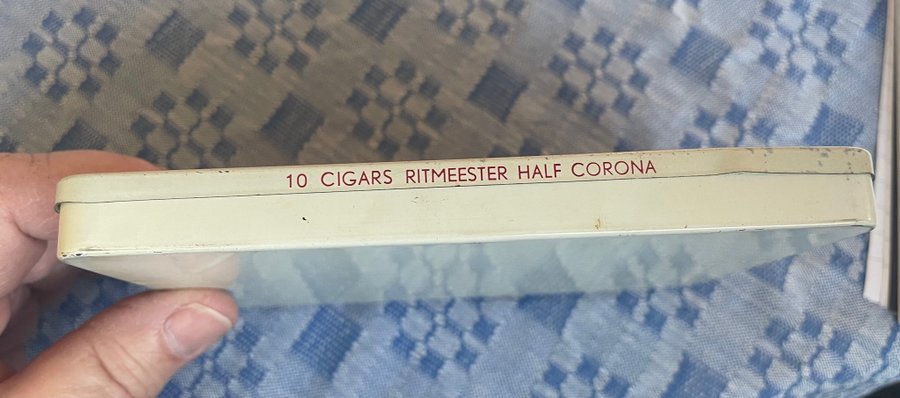 10 CIGARS RITMEESTER HALF CORONA